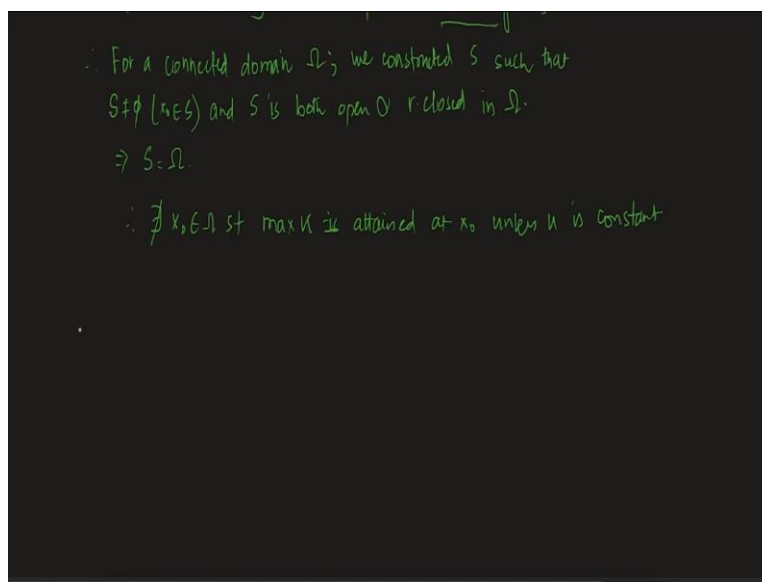 ∴ For a connected domain Ω; we constructed S such that
S≠ϕ (x₀∈S) and S is both open & r.closed in Ω.
⇒ S=Ω.
∴ ∄ x₀∈Ω st max u is attained at x₀ unless u is constant